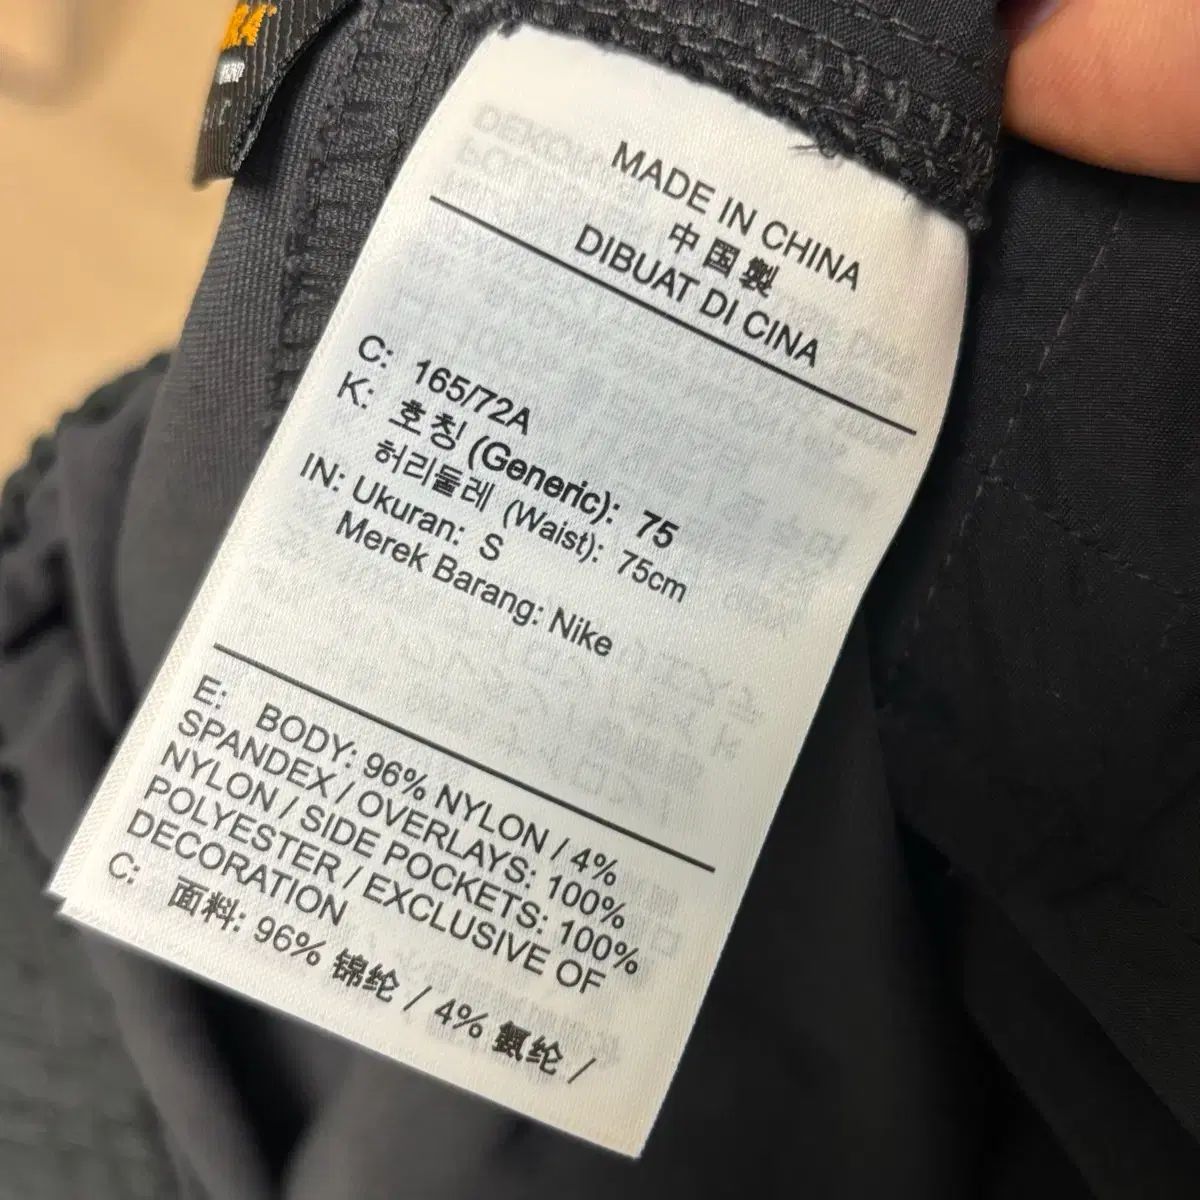 MADE IN CHINA
中国製
DIBUAT DI CINA
C: 165/72A
K: 호칭 (Generic): 75
허리둘레 (Waist): 75cm
IN: Ukuran: S
Merek Barang: Nike
E: BODY: 96% NYLON / 4%
SPANDEX / OVERLAYS: 100%
NYLON / SIDE POCKETS: 100%
POLYESTER / EXCLUSIVE OF
DECORATION
C: 面料: 96% 锦纶 / 4% 氨纶 /